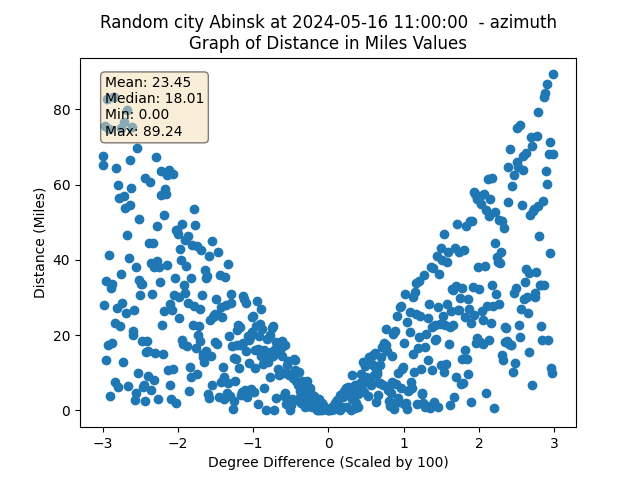 Random city Abinsk at 2024-05-16 11:00:00  - azimuth
Graph of Distance in Miles Values
Mean: 23.45
Median: 18.01
Min: 0.00
Max: 89.24
80
60
40
20
0
Distance (Miles)
−3 −2 −1 0 1 2 3
Degree Difference (Scaled by 100)